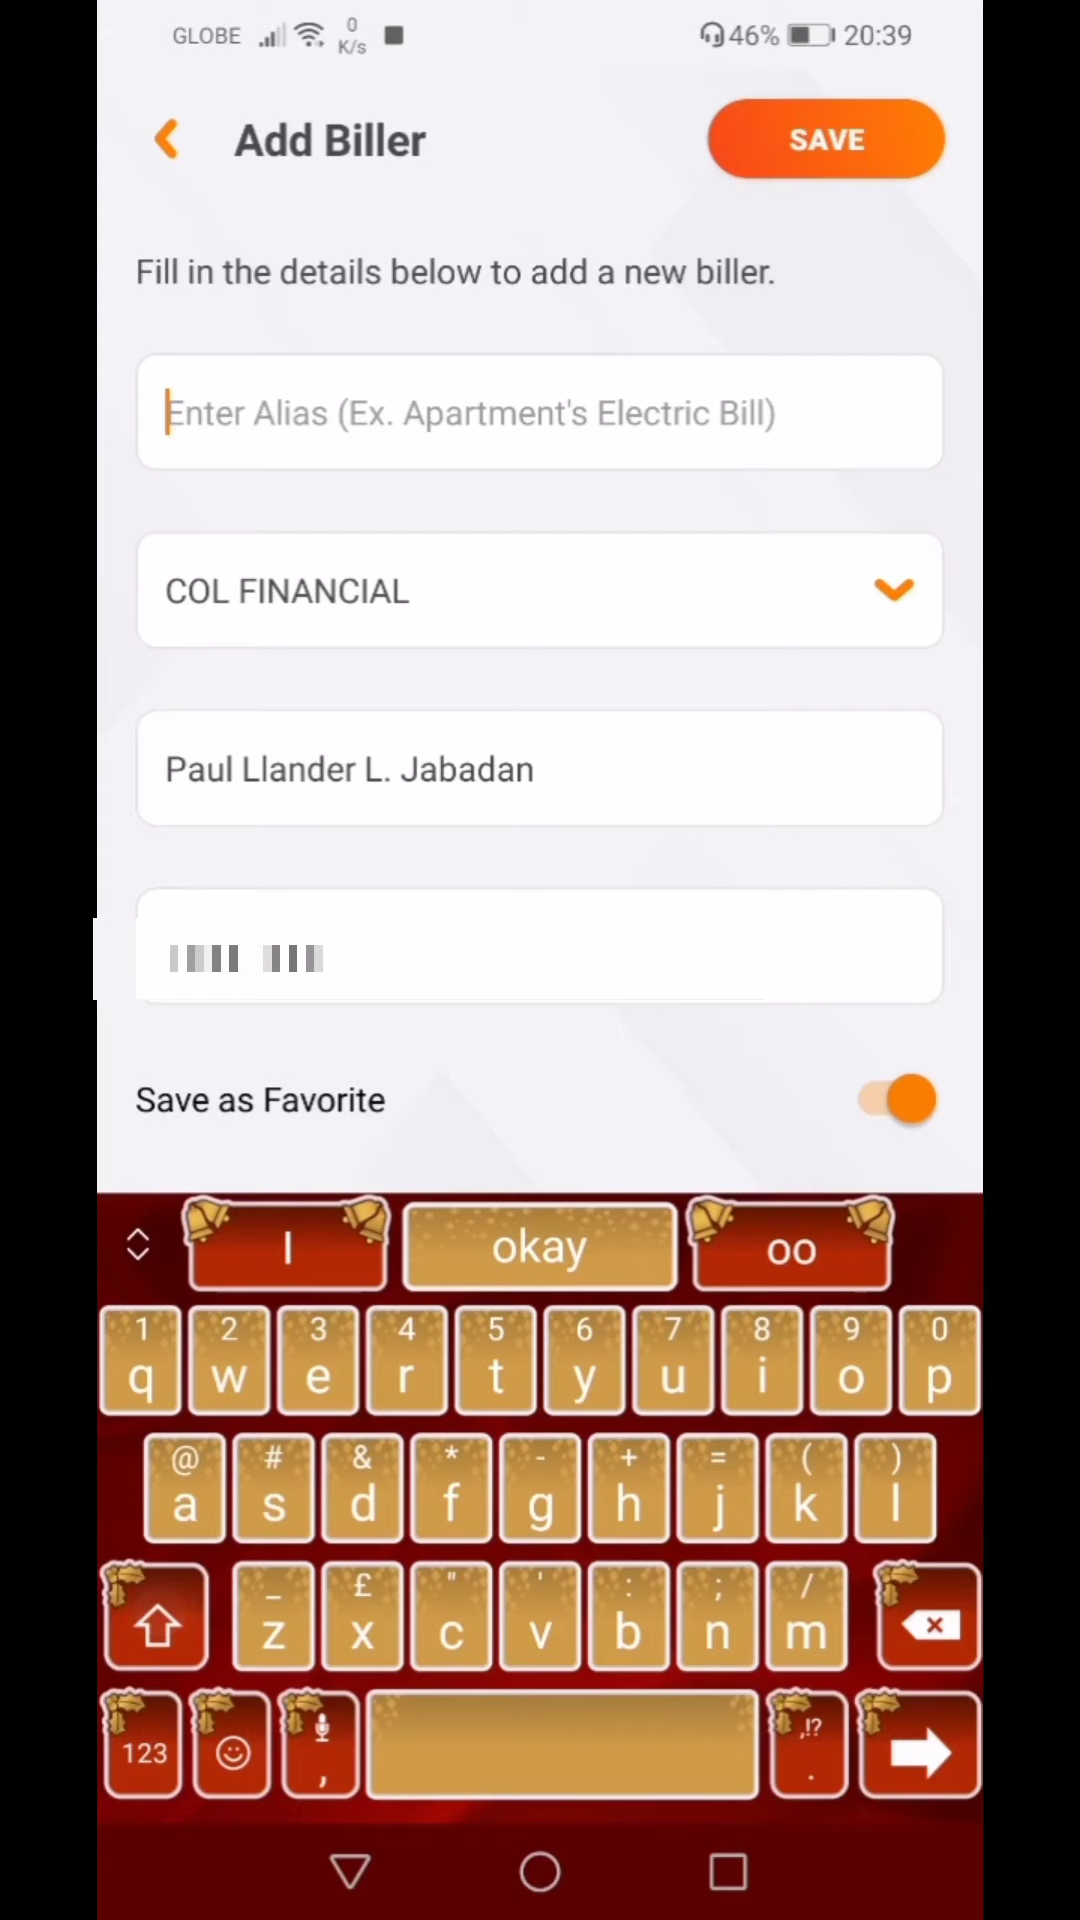 GLOBE 0 K/s 46% 20:39
Add Biller SAVE
Fill in the details below to add a new biller.
Enter Alias (Ex. Apartment's Electric Bill)
COL FINANCIAL
Paul Llander L. Jabadan
Save as Favorite
I okay oo
1 2 3 4 5 6 7 8 9 0
q w e r t y u i o p
@ # & * - + = ( )
a s d f g h j k l
_ £ " ' : ; /
z x c v b n m
123 , ,!? .